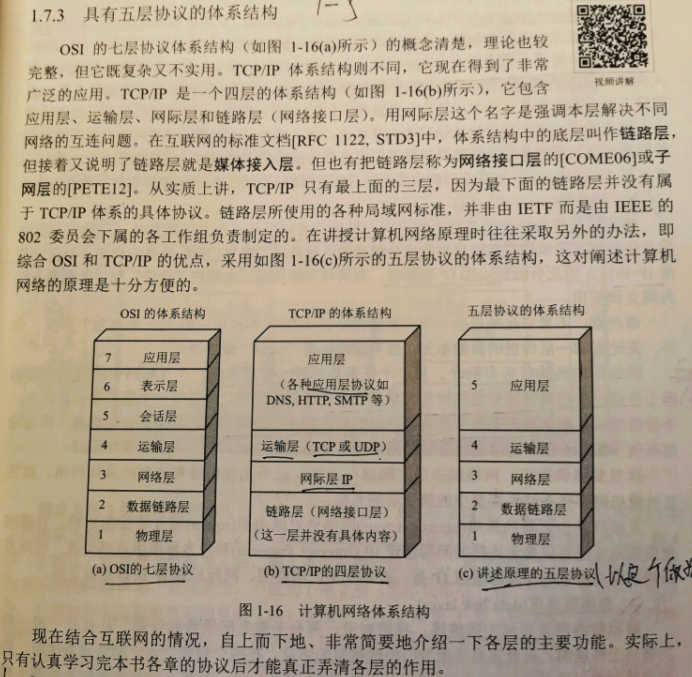 1.7.3 具有五层协议的体系结构
1-5
OSI 的七层协议体系结构（如图 1-16(a)所示）的概念清楚，理论也较
完整，但它既复杂又不实用。TCP/IP 体系结构则不同，它现在得到了非常
广泛的应用。TCP/IP 是一个四层的体系结构（如图 1-16(b)所示），它包含
视频讲解
应用层、运输层、网际层和链路层（网络接口层）。用网际层这个名字是强调本层解决不同
网络的互连问题。在互联网的标准文档[RFC 1122, STD3]中，体系结构中的底层叫作链路层，
但接着又说明了链路层就是媒体接入层。但也有把链路层称为网络接口层的[COME06]或子
网层的[PETE12]。从实质上讲，TCP/IP 只有最上面的三层，因为最下面的链路层并没有属
于 TCP/IP 体系的具体协议。链路层所使用的各种局域网标准，并非由 IETF 而是由 IEEE 的
802 委员会下属的各工作组负责制定的。在讲授计算机网络原理时往往采取另外的办法，即
综合 OSI 和 TCP/IP 的优点，采用如图 1-16(c)所示的五层协议的体系结构，这对阐述计算机
网络的原理是十分方便的。
OSI 的体系结构
7 应用层
6 表示层
5 会话层
4 运输层
3 网络层
2 数据链路层
1 物理层
(a) OSI的七层协议
TCP/IP 的体系结构
应用层
（各种应用层协议如
DNS, HTTP, SMTP 等）
运输层（TCP 或 UDP）
网际层 IP
链路层（网络接口层）
（这一层并没有具体内容）
(b) TCP/IP的四层协议
五层协议的体系结构
5 应用层
4 运输层
3 网络层
2 数据链路层
1 物理层
(c) 讲述原理的五层协议
图 1-16 计算机网络体系结构
现在结合互联网的情况，自上而下地、非常简要地介绍一下各层的主要功能。实际上，
只有认真学习完本书各章的协议后才能真正弄清各层的作用。